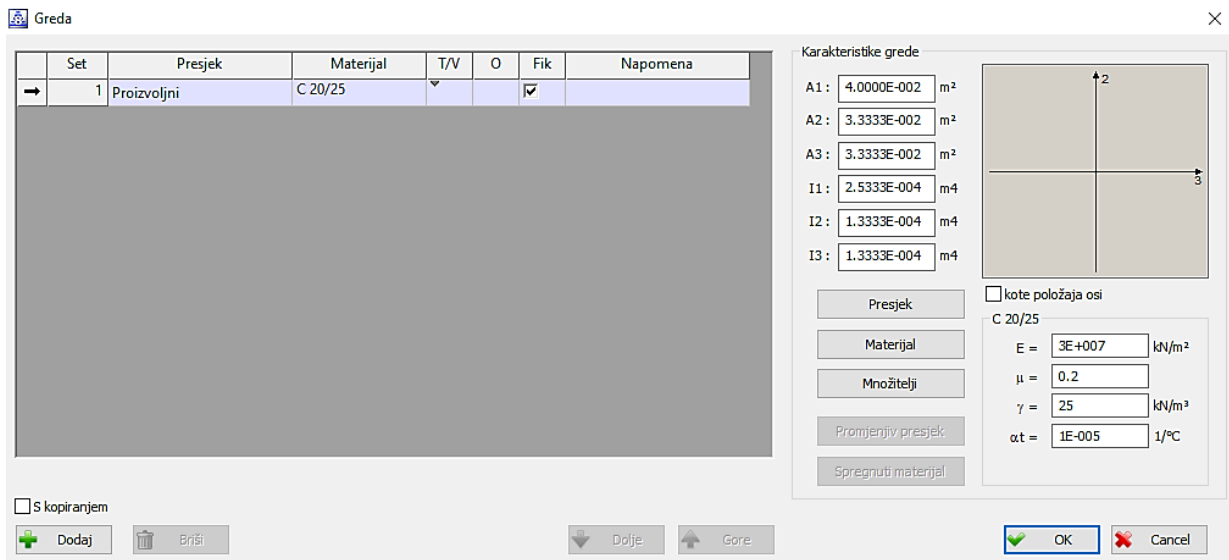 Greda
Set Presjek Materijal T/V O Fik Napomena
1 Proizvoljni C 20/25
Karakteristike grede
A1 : 4.0000E-002 m²
A2 : 3.3333E-002 m²
A3 : 3.3333E-002 m²
I1 : 2.5333E-004 m4
I2 : 1.3333E-004 m4
I3 : 1.3333E-004 m4
2
3
Presjek
Materijal
Množitelji
Promjenjiv presjek
Spregnuti materijal
kote položaja osi
C 20/25
E = 3E+007 kN/m²
μ = 0.2
γ = 25 kN/m³
αt = 1E-005 1/°C
S kopiranjem
Dodaj Briši Dolje Gore OK Cancel